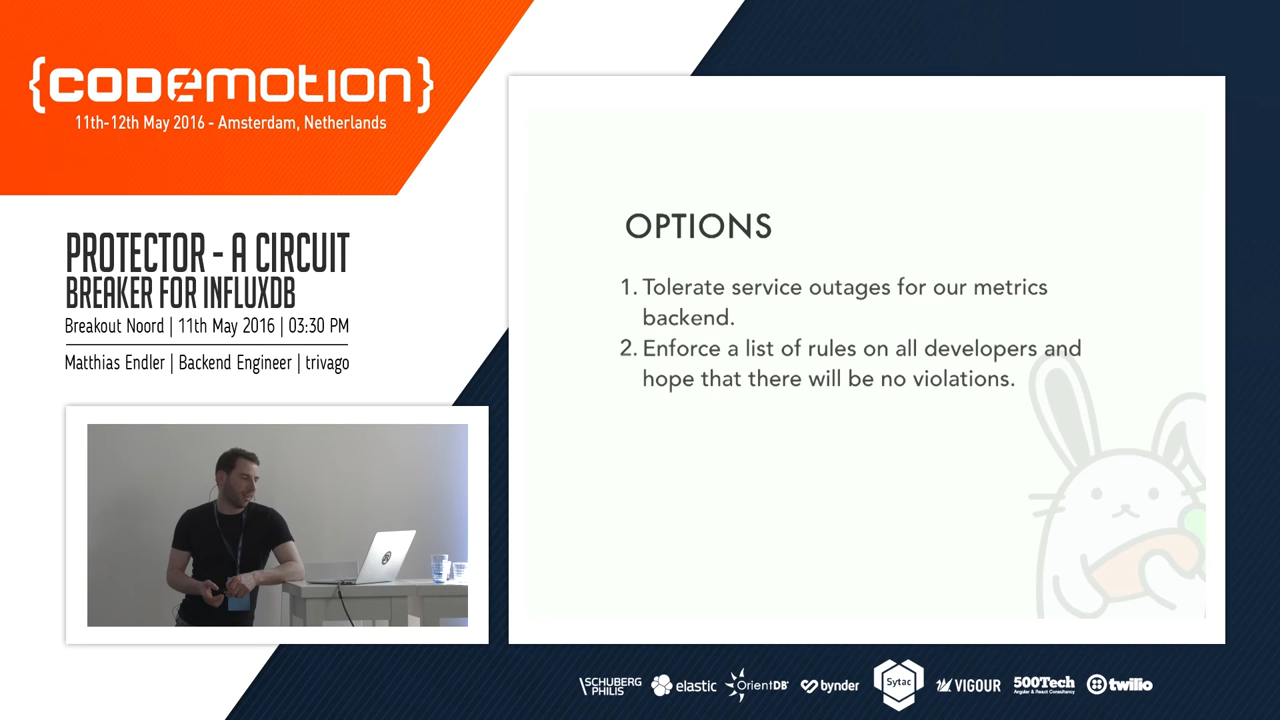 {CODEMOTION}
11th-12th May 2016 - Amsterdam, Netherlands
PROTECTOR - A CIRCUIT
BREAKER FOR INFLUXDB
Breakout Noord | 11th May 2016 | 03:30 PM
Matthias Endler | Backend Engineer | trivago
OPTIONS
1. Tolerate service outages for our metrics
backend.
2. Enforce a list of rules on all developers and
hope that there will be no violations.
SCHUBERG
PHILIS
elastic
OrientDB
bynder
Sytac
VIGOUR
500Tech
Angular & React Consultancy
twilio